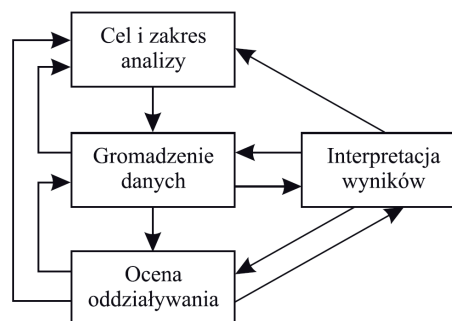 Cel i zakres
analizy
Gromadzenie
danych
Interpretacja
wyników
Ocena
oddziaływania